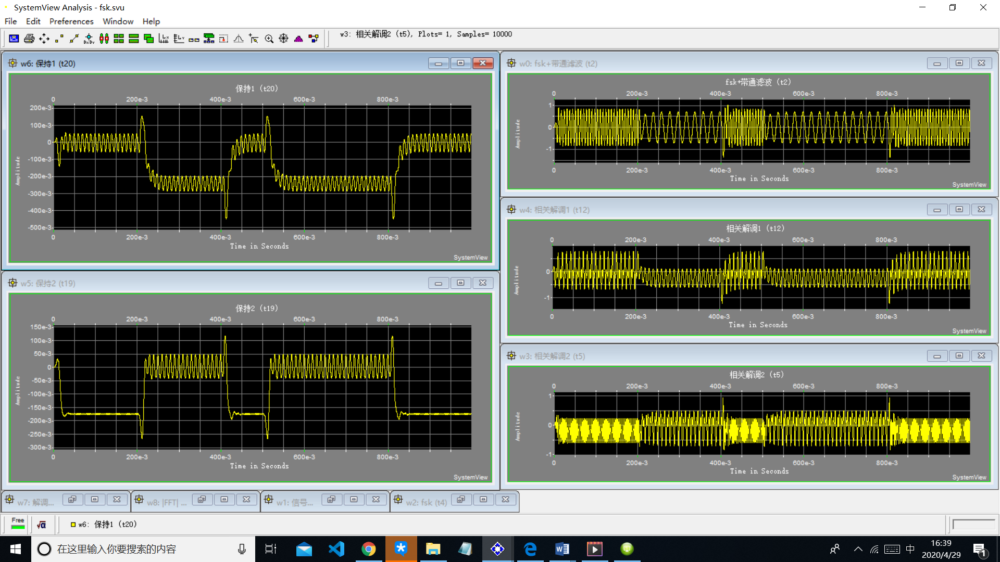 SystemView Analysis - fsk.svu
File Edit Preferences Window Help
w3: 相关解调2 (t5), Plots= 1, Samples= 10000
w6: 保持1 (t20)
保持1 (t20)
0 200e-3 400e-3 600e-3 800e-3
200e-3
100e-3
0
-100e-3
-200e-3
-300e-3
-400e-3
-500e-3
Amplitude
0 200e-3 400e-3 600e-3 800e-3
Time in Seconds
SystemView
w5: 保持2 (t19)
保持2 (t19)
0 200e-3 400e-3 600e-3 800e-3
150e-3
100e-3
50e-3
0
-50e-3
-100e-3
-150e-3
-200e-3
-250e-3
-300e-3
Amplitude
0 200e-3 400e-3 600e-3 800e-3
Time in Seconds
SystemView
w0: fsk+带通滤波 (t2)
fsk+带通滤波 (t2)
0 200e-3 400e-3 600e-3 800e-3
1
0
-1
Amplitude
0 200e-3 400e-3 600e-3 800e-3
Time in Seconds
SystemView
w4: 相关解调1 (t12)
相关解调1 (t12)
0 200e-3 400e-3 600e-3 800e-3
0
-1
Amplitude
0 200e-3 400e-3 600e-3 800e-3
Time in Seconds
SystemView
w3: 相关解调2 (t5)
相关解调2 (t5)
0 200e-3 400e-3 600e-3 800e-3
1
0
-1
Amplitude
0 200e-3 400e-3 600e-3 800e-3
Time in Seconds
SystemView
w7: 解调... w8: |FFT| ... w1: 信号... w2: fsk (t4)
Free
√α
w6: 保持1 (t20)
在这里输入你要搜索的内容
中
16:39
2020/4/29
1